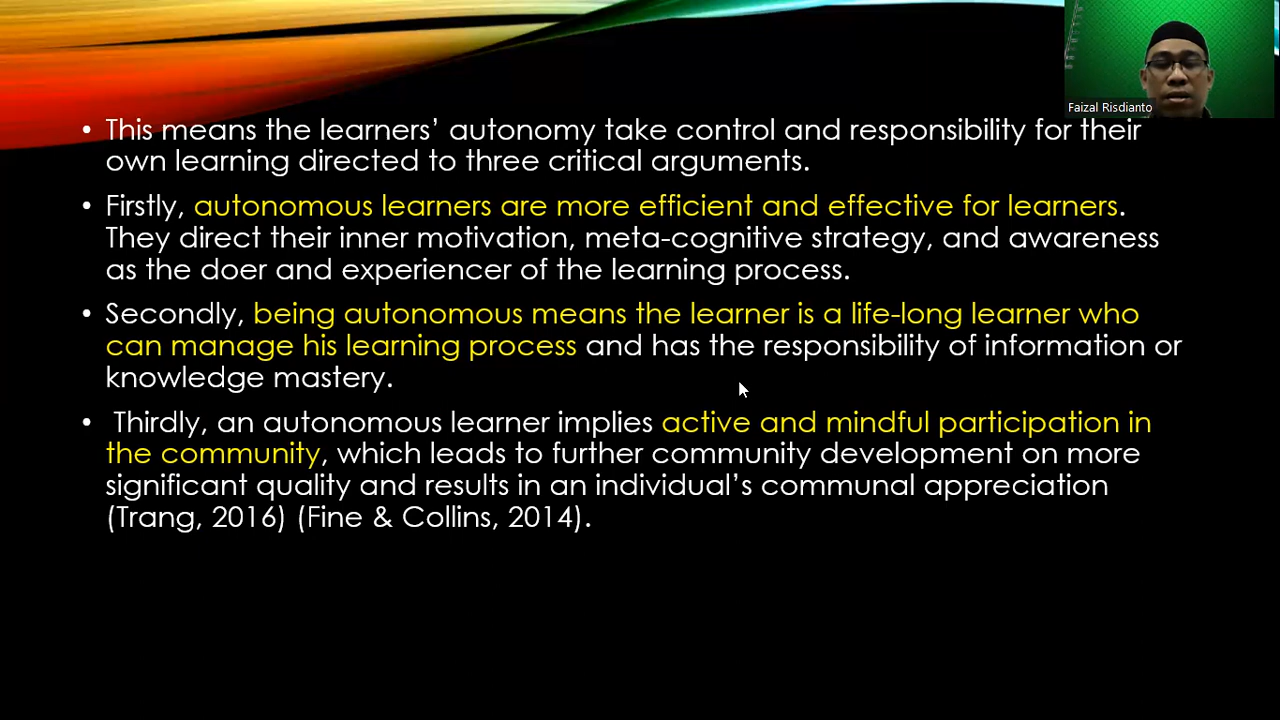 Faizal Risdianto
• This means the learners’ autonomy take control and responsibility for their
own learning directed to three critical arguments.
• Firstly, autonomous learners are more efficient and effective for learners.
They direct their inner motivation, meta-cognitive strategy, and awareness
as the doer and experiencer of the learning process.
• Secondly, being autonomous means the learner is a life-long learner who
can manage his learning process and has the responsibility of information or
knowledge mastery.
• Thirdly, an autonomous learner implies active and mindful participation in
the community, which leads to further community development on more
significant quality and results in an individual’s communal appreciation
(Trang, 2016) (Fine & Collins, 2014).